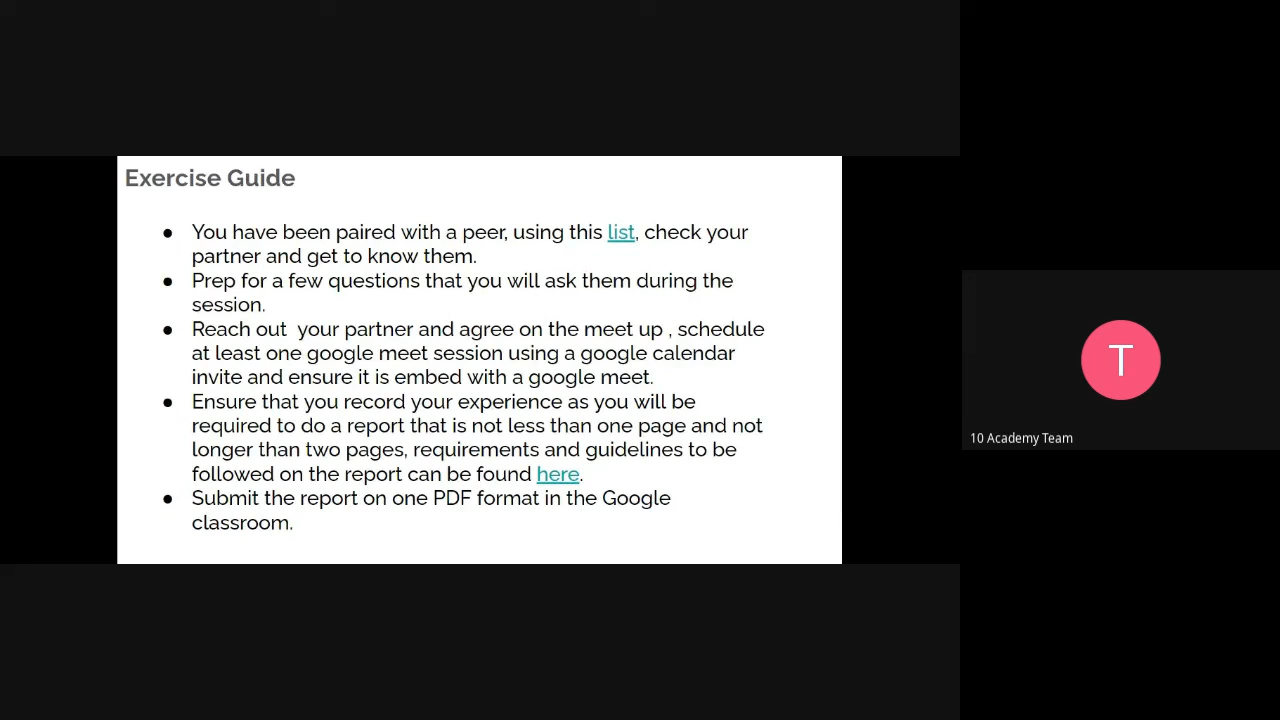 Exercise Guide
● You have been paired with a peer, using this list, check your
partner and get to know them.
● Prep for a few questions that you will ask them during the
session.
● Reach out  your partner and agree on the meet up , schedule
at least one google meet session using a google calendar
invite and ensure it is embed with a google meet.
● Ensure that you record your experience as you will be
required to do a report that is not less than one page and not
longer than two pages, requirements and guidelines to be
followed on the report can be found here.
● Submit the report on one PDF format in the Google
classroom.
T
10 Academy Team